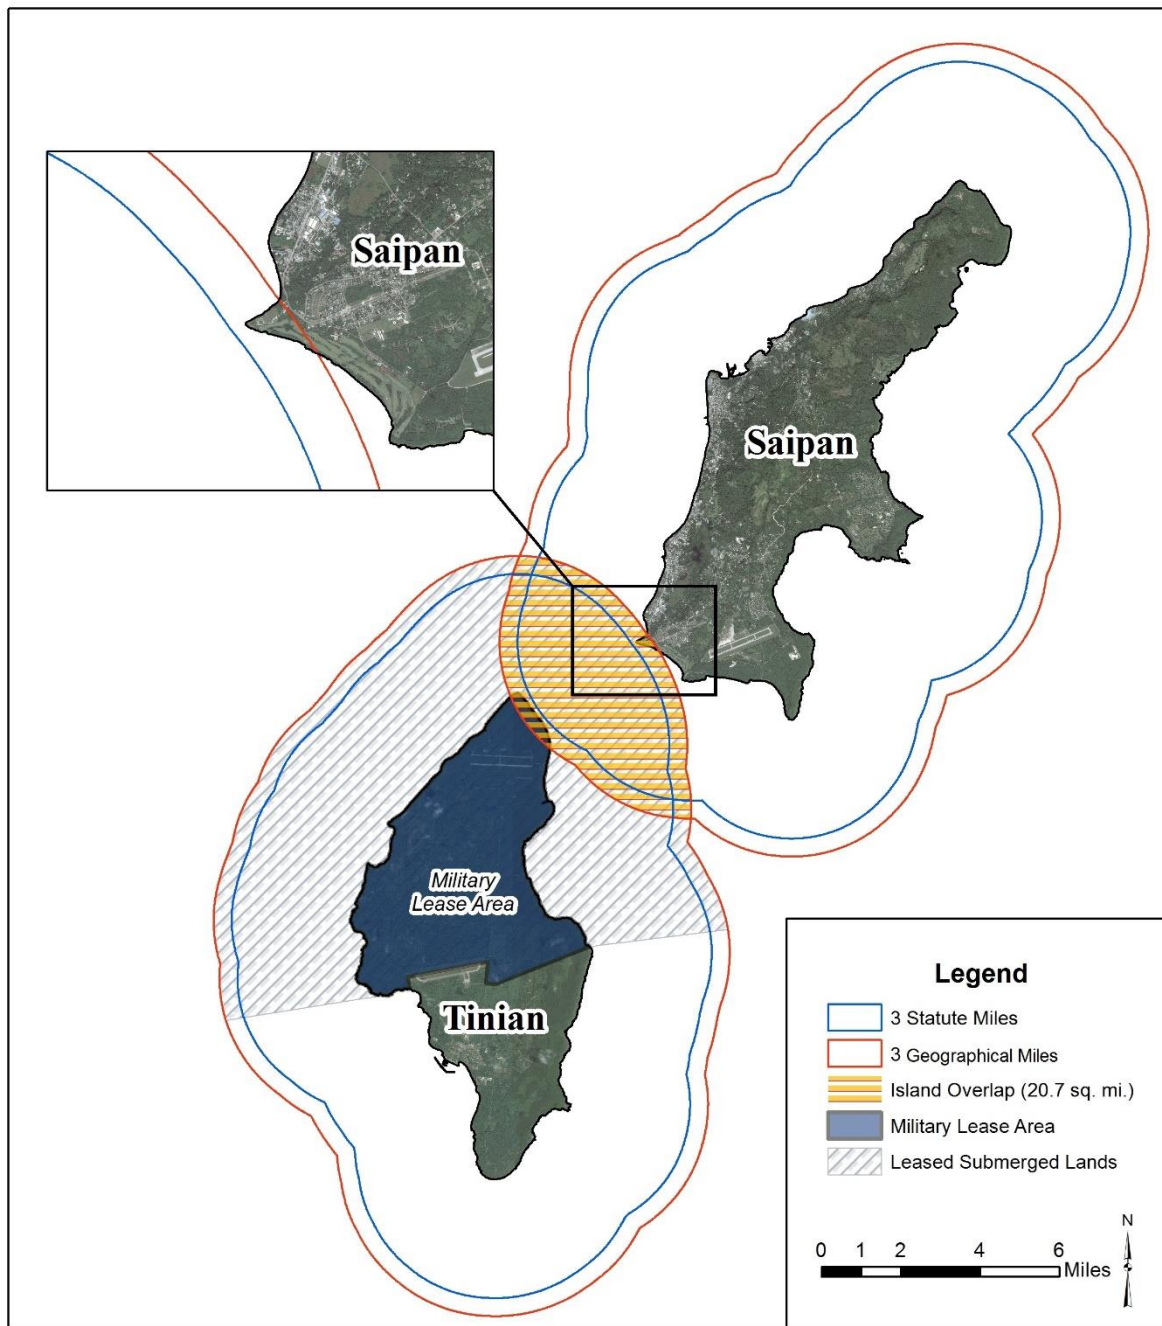 Saipan
Saipan
Military
Lease Area
Tinian
Legend
3 Statute Miles
3 Geographical Miles
Island Overlap (20.7 sq. mi.)
Military Lease Area
Leased Submerged Lands
N
0 1 2 4 6
Miles